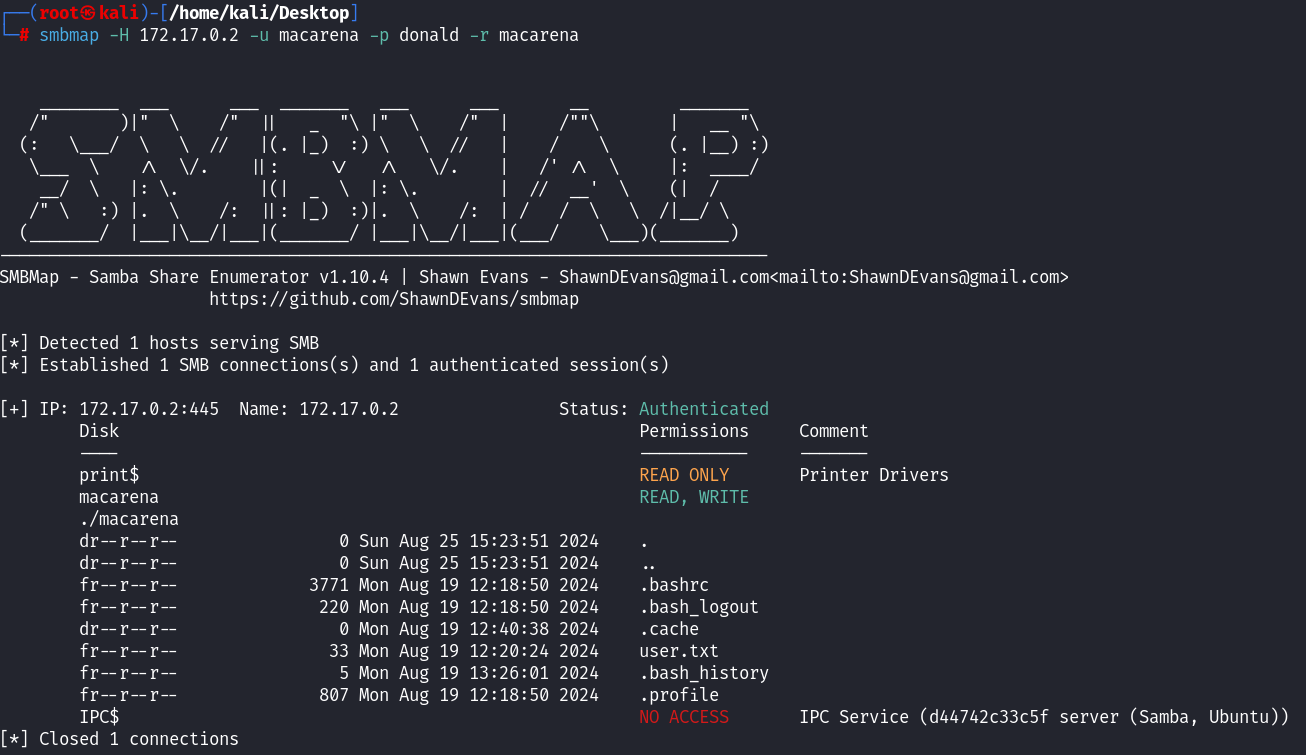 ┌──(root㉿kali)-[/home/kali/Desktop]
└─# smbmap -H 172.17.0.2 -u macarena -p donald -r macarena
SMBMAP
SMBMap - Samba Share Enumerator v1.10.4 | Shawn Evans - ShawnDEvans@gmail.com<mailto:ShawnDEvans@gmail.com>
https://github.com/ShawnDEvans/smbmap
[*] Detected 1 hosts serving SMB
[*] Established 1 SMB connections(s) and 1 authenticated session(s)
[+] IP: 172.17.0.2:445  Name: 172.17.0.2                Status: Authenticated
Disk                                                    Permissions     Comment
----                                                    -----------     -------
print$                                                  READ ONLY       Printer Drivers
macarena                                                READ, WRITE
./macarena
dr--r--r--                0 Sun Aug 25 15:23:51 2024    .
dr--r--r--                0 Sun Aug 25 15:23:51 2024    ..
fr--r--r--             3771 Mon Aug 19 12:18:50 2024    .bashrc
fr--r--r--              220 Mon Aug 19 12:18:50 2024    .bash_logout
dr--r--r--                0 Mon Aug 19 12:40:38 2024    .cache
fr--r--r--               33 Mon Aug 19 12:20:24 2024    user.txt
fr--r--r--                5 Mon Aug 19 13:26:01 2024    .bash_history
fr--r--r--              807 Mon Aug 19 12:18:50 2024    .profile
IPC$                                                    NO ACCESS       IPC Service (d44742c33c5f server (Samba, Ubuntu))
[*] Closed 1 connections